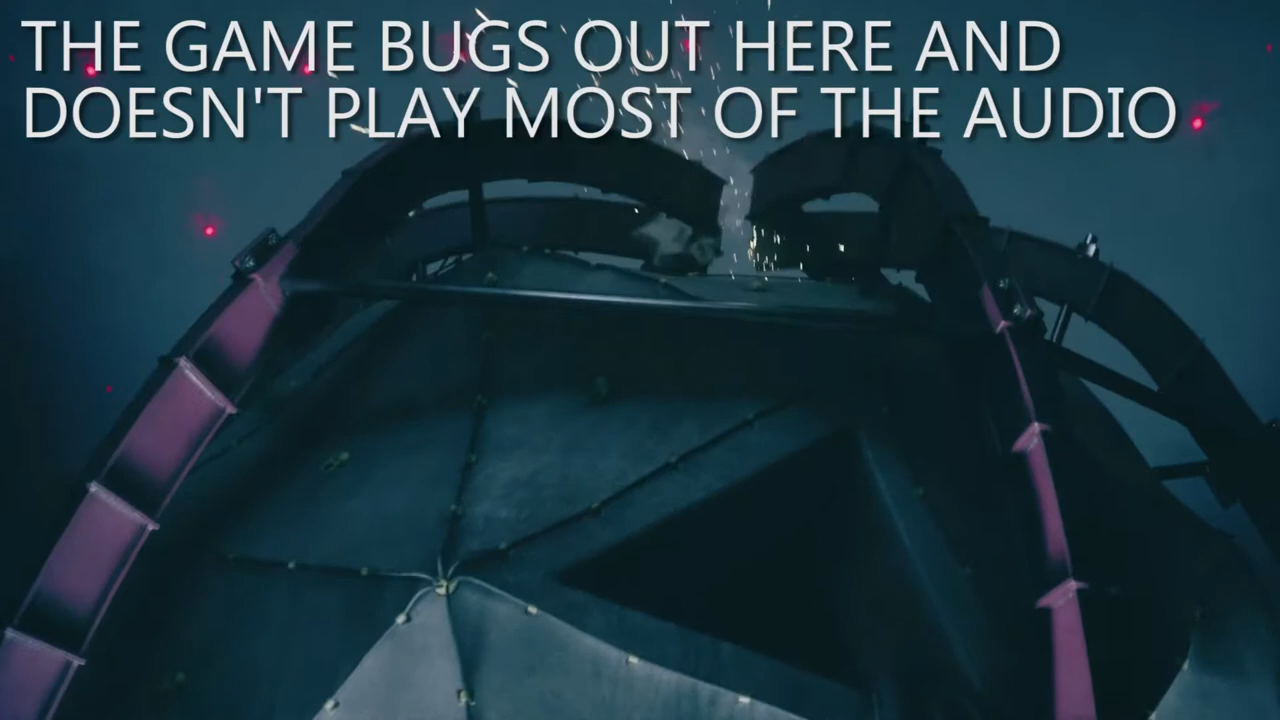 THE GAME BUGS OUT HERE AND
DOESN'T PLAY MOST OF THE AUDIO